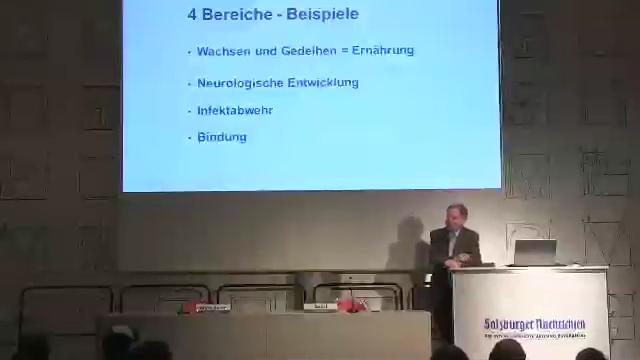 4 Bereiche - Beispiele
• Wachsen und Gedeihen = Ernährung
• Neurologische Entwicklung
• Infektabwehr
• Bindung
Salzburger Nachrichten